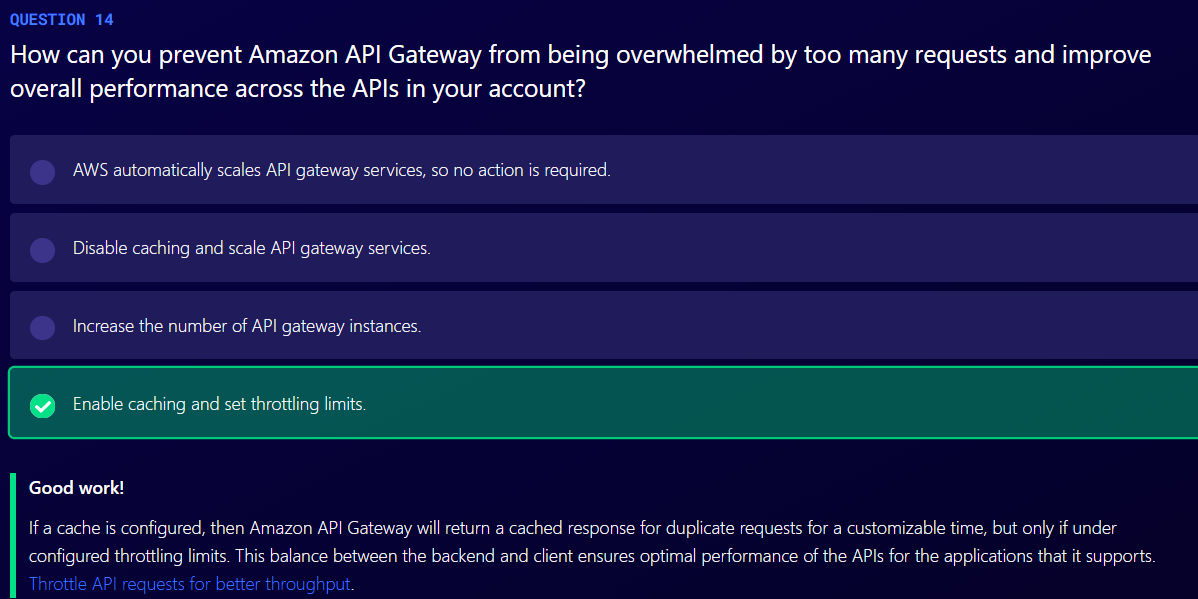 QUESTION 14
How can you prevent Amazon API Gateway from being overwhelmed by too many requests and improve
overall performance across the APIs in your account?
AWS automatically scales API gateway services, so no action is required.
Disable caching and scale API gateway services.
Increase the number of API gateway instances.
Enable caching and set throttling limits.
Good work!
If a cache is configured, then Amazon API Gateway will return a cached response for duplicate requests for a customizable time, but only if under
configured throttling limits. This balance between the backend and client ensures optimal performance of the APIs for the applications that it supports.
Throttle API requests for better throughput.